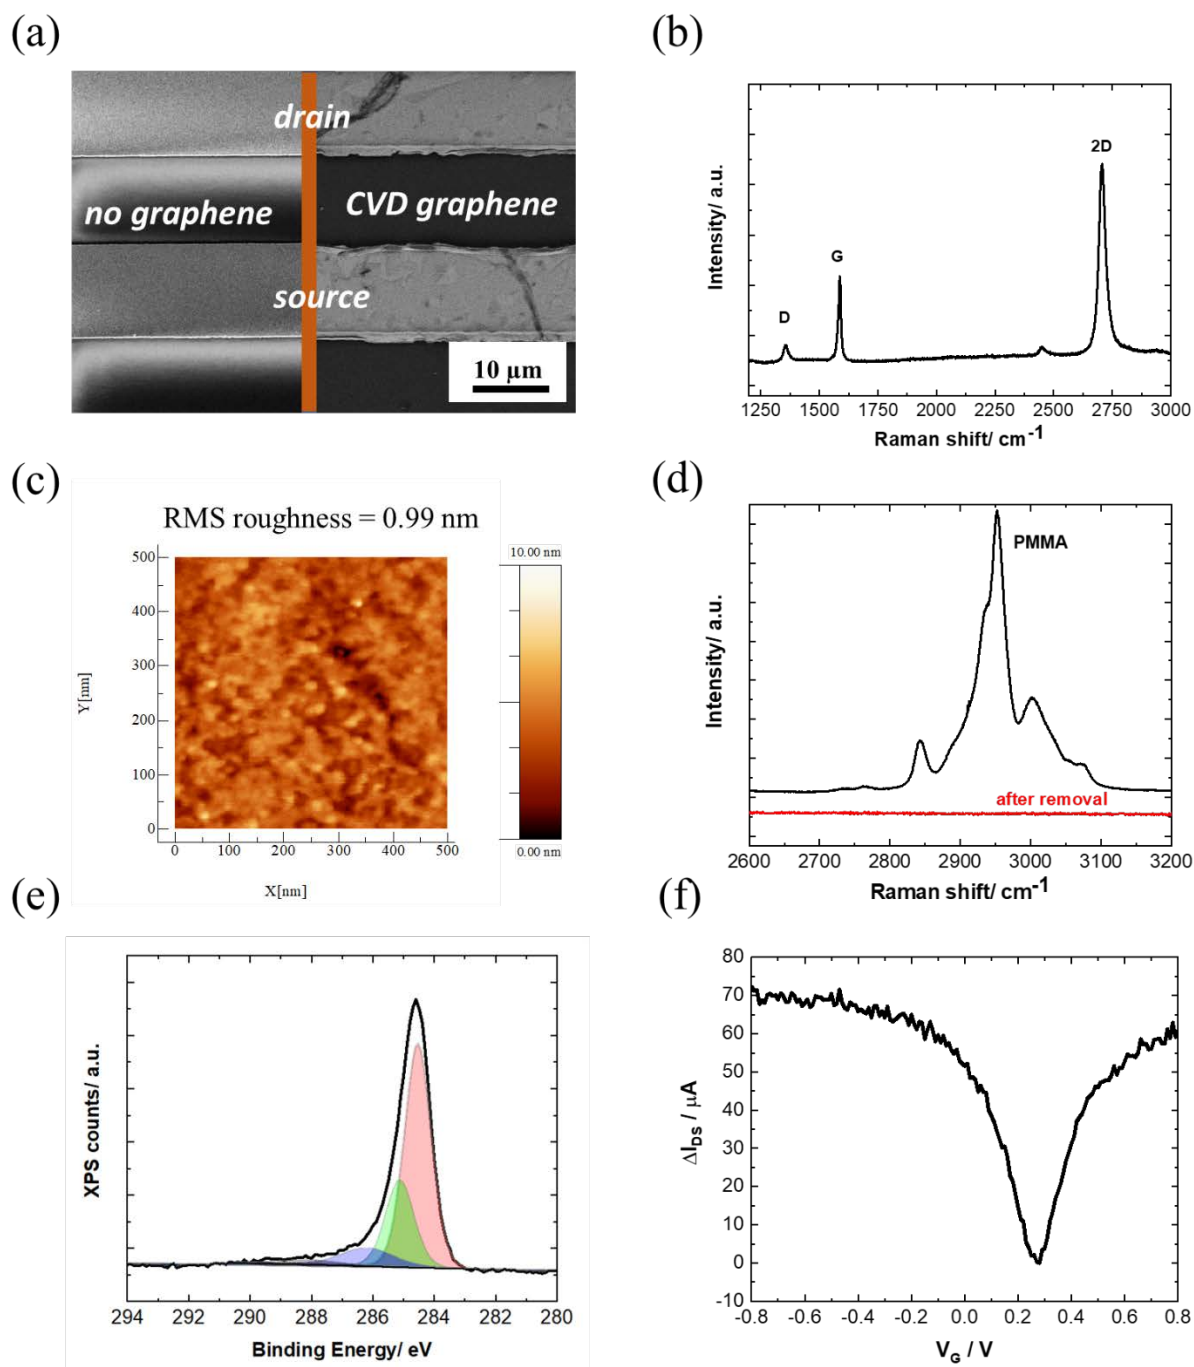 (a)
drain
no graphene
CVD graphene
source
10 μm
(b)
Intensity/ a.u.
D
G
2D
1250 1500 1750 2000 2250 2500 2750 3000
Raman shift/ cm-1
(c)
RMS roughness = 0.99 nm
Y[nm]
500
400
300
200
100
0
0 100 200 300 400 500
X[nm]
10.00 nm
0.00 nm
(d)
Intensity/ a.u.
PMMA
after removal
2600 2700 2800 2900 3000 3100 3200
Raman shift/ cm-1
(e)
XPS counts/ a.u.
294 292 290 288 286 284 282 280
Binding Energy/ eV
(f)
ΔIDS / μA
80
70
60
50
40
30
20
10
0
-10
-0.8 -0.6 -0.4 -0.2 0.0 0.2 0.4 0.6 0.8
VG / V